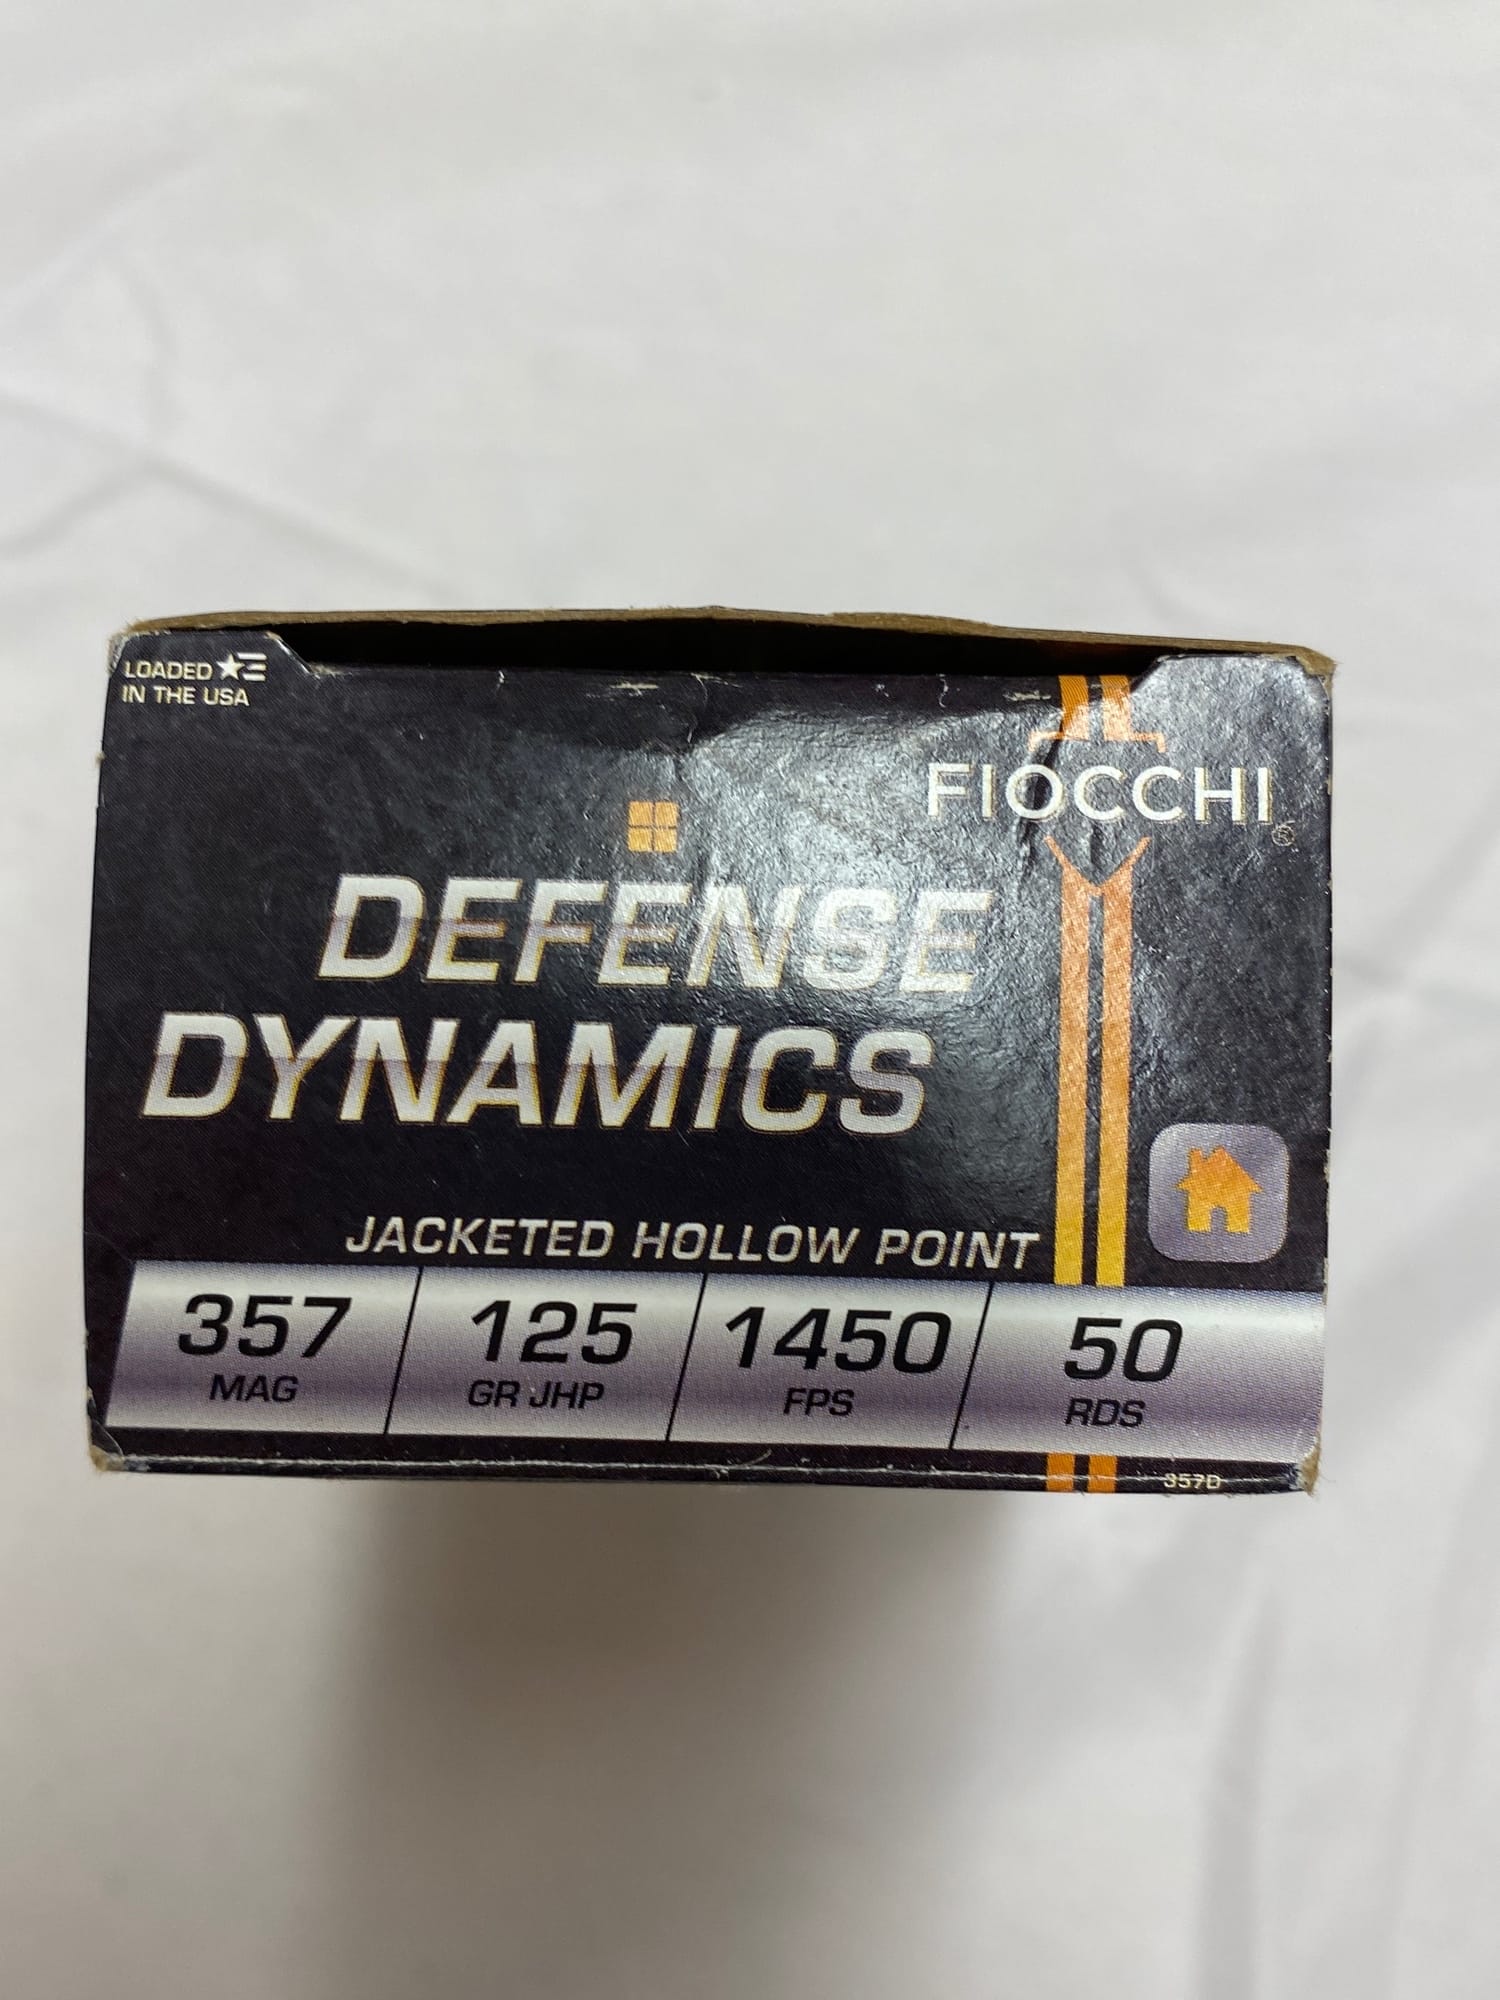 LOADED
IN THE USA
FIOCCHI®
DEFENSE
DYNAMICS
JACKETED HOLLOW POINT
357 125 1450 50
MAG GR JHP FPS RDS
357D